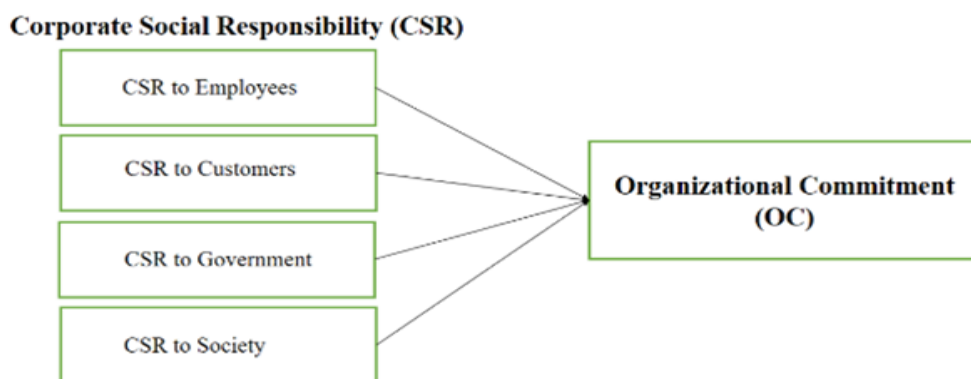 Corporate Social Responsibility (CSR)
CSR to Employees
CSR to Customers
CSR to Government
CSR to Society
Organizational Commitment
(OC)